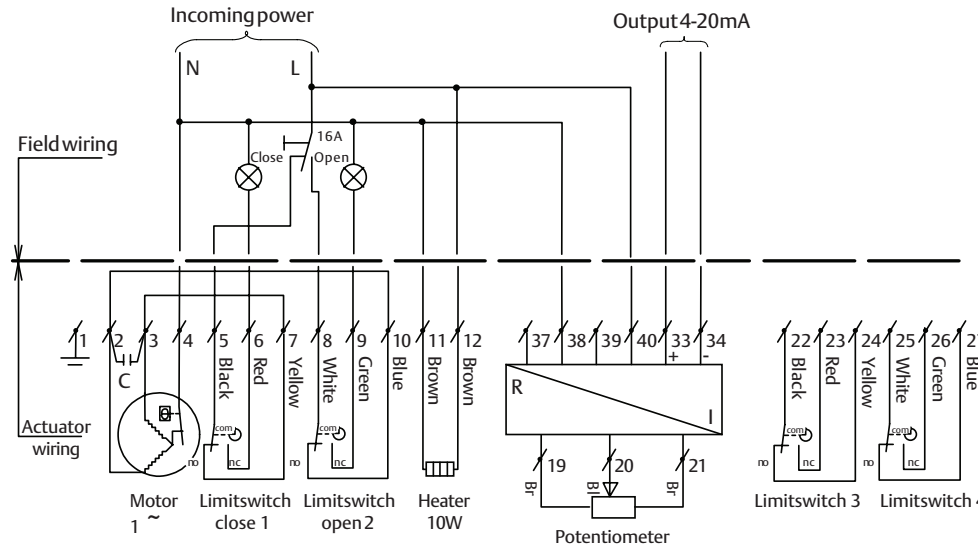 Incoming power
Output 4-20mA
N
L
16A
Field wiring
Close
Open
1 2 3 4 5 6 7 8 9 10 11 12 37 38 39 40 33 34 22 23 24 25 26 27
+ -
Black Red Yellow White Green Blue Brown Brown
Black Red Yellow White Green Blue
C
R
I
com com
com com
Actuator
wiring
no nc no nc
no nc no nc
19 20 21
Br Bl Br
Motor
1 ~
Limitswitch
close 1
Limitswitch
open 2
Heater
10W
Potentiometer
Limitswitch 3
Limitswitch 4